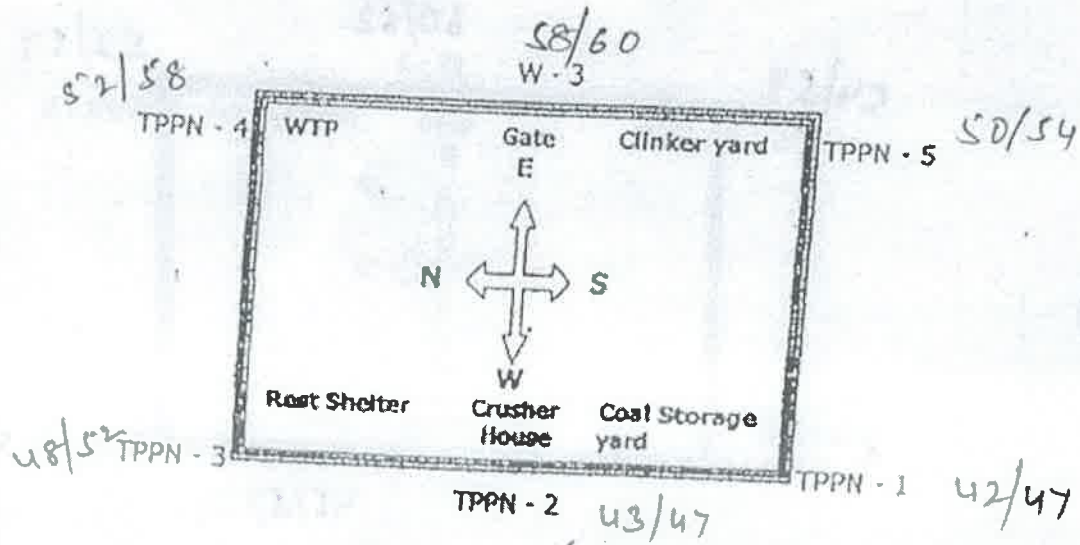 58/60
W - 3
52/58
TPPN - 4
WTP
Gate
Clinker yard
TPPN - 5
50/54
E
N
S
W
Rest Shelter
Crusher
House
Coal Storage
yard
48/52
TPPN - 3
TPPN - 2
43/47
TPPN - 1
42/47